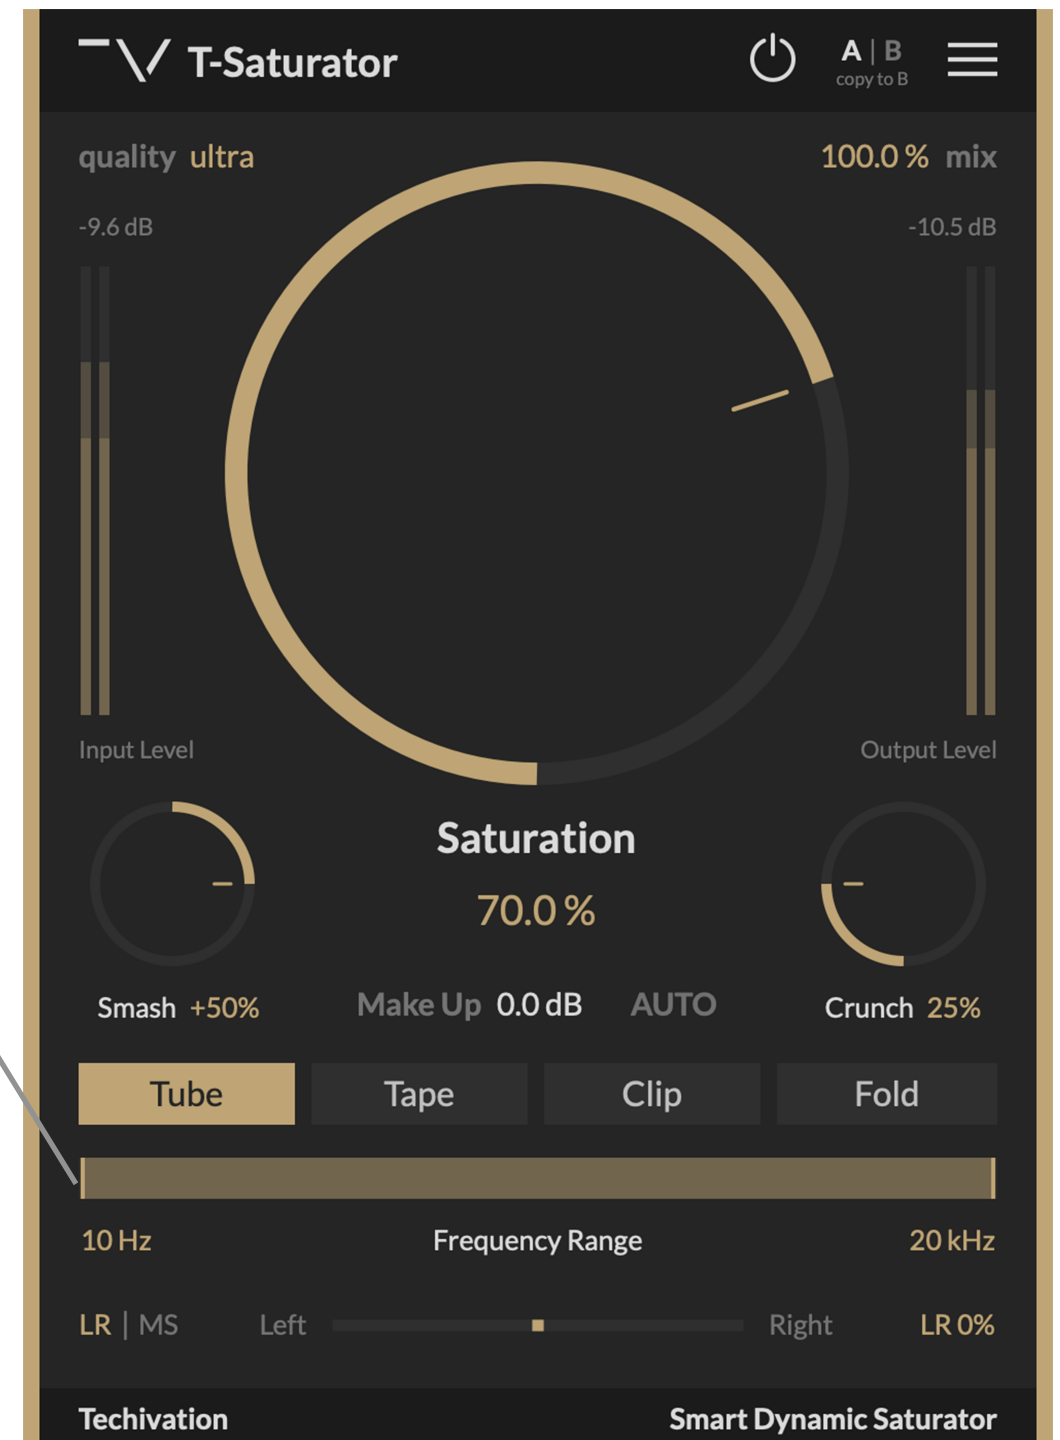 T-Saturator
A | B
copy to B
quality ultra
100.0 % mix
-9.6 dB
-10.5 dB
Input Level
Output Level
Saturation
70.0 %
Smash +50%
Make Up 0.0 dB AUTO
Crunch 25%
Tube Tape Clip Fold
10 Hz Frequency Range 20 kHz
LR | MS Left Right LR 0%
Techivation Smart Dynamic Saturator